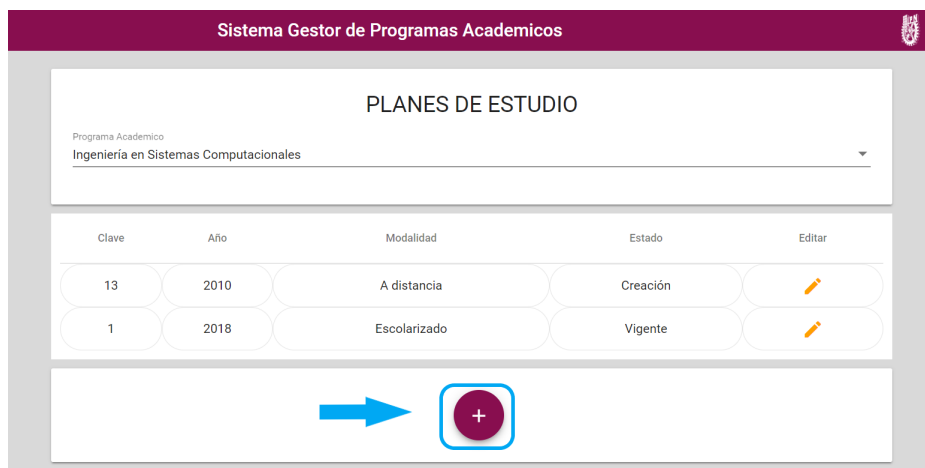 Sistema Gestor de Programas Academicos
PLANES DE ESTUDIO
Programa Academico
Ingeniería en Sistemas Computacionales
Clave Año Modalidad Estado Editar
13 2010 A distancia Creación
1 2018 Escolarizado Vigente
+